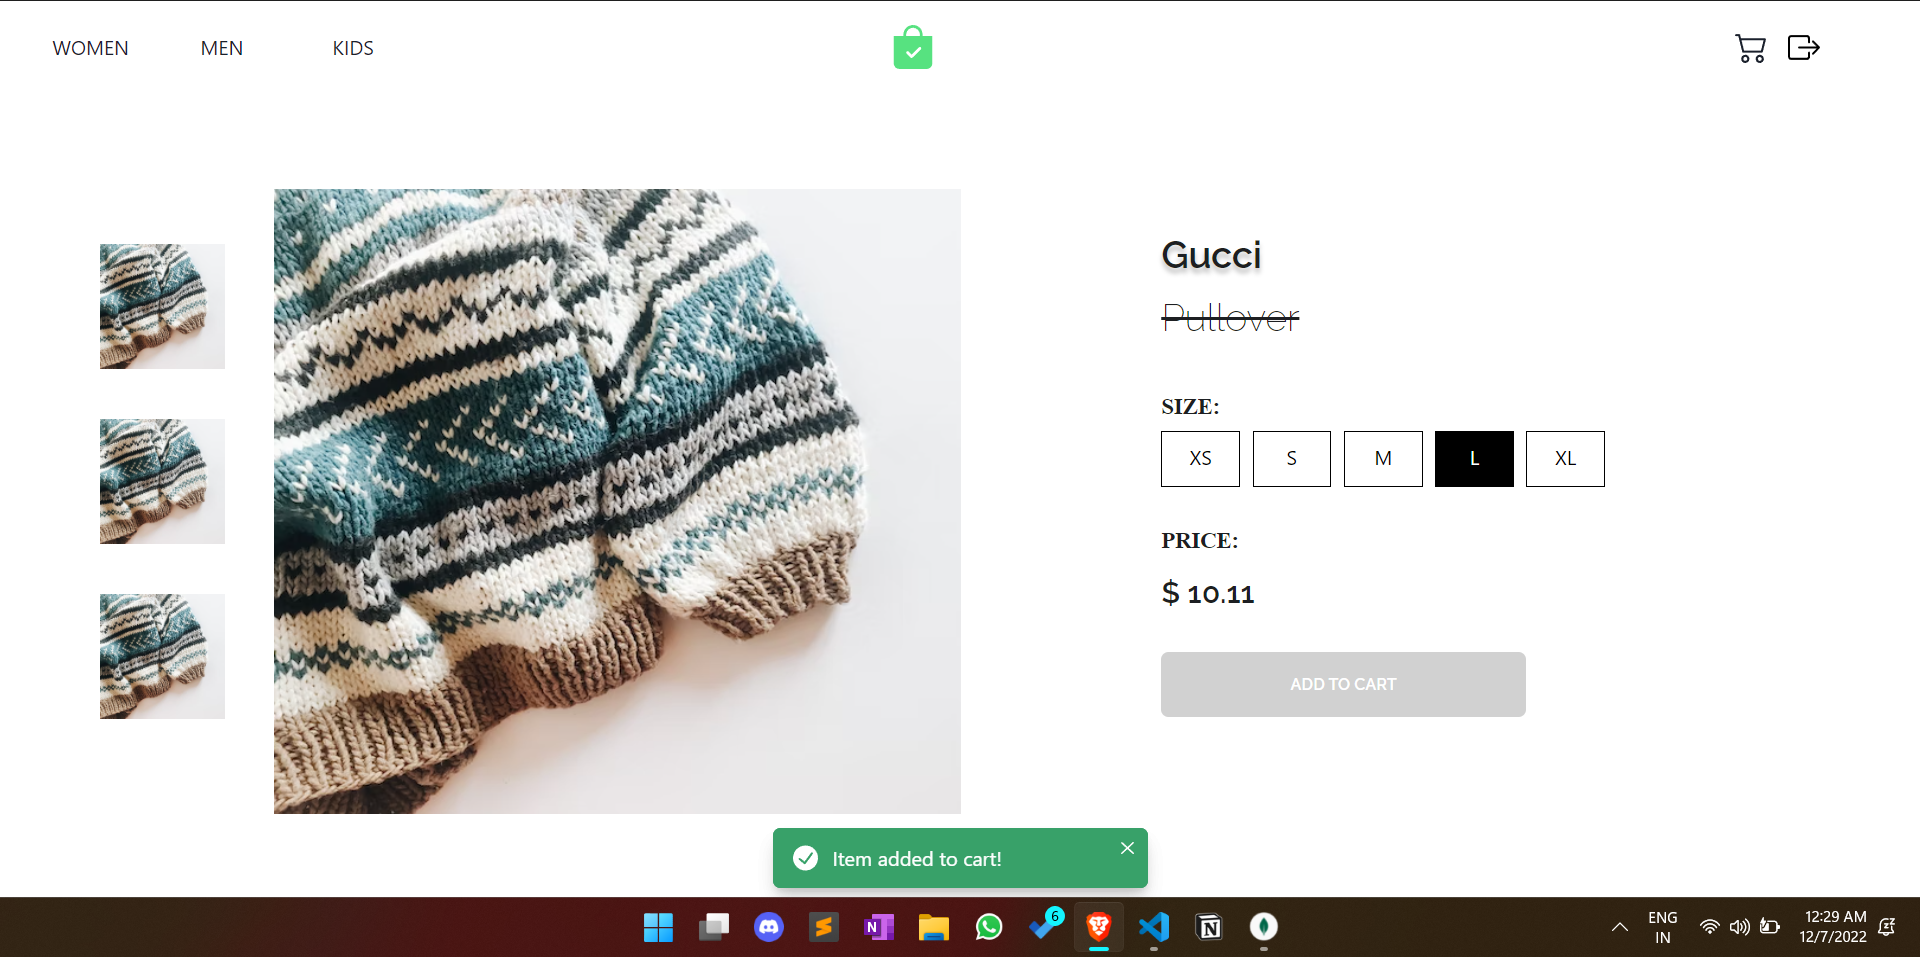 WOMEN
MEN
KIDS
Gucci
Pullover
SIZE:
XS
S
M
L
XL
PRICE:
$ 10.11
ADD TO CART
Item added to cart!
N
6
N
ENG
IN
12:29 AM
12/7/2022